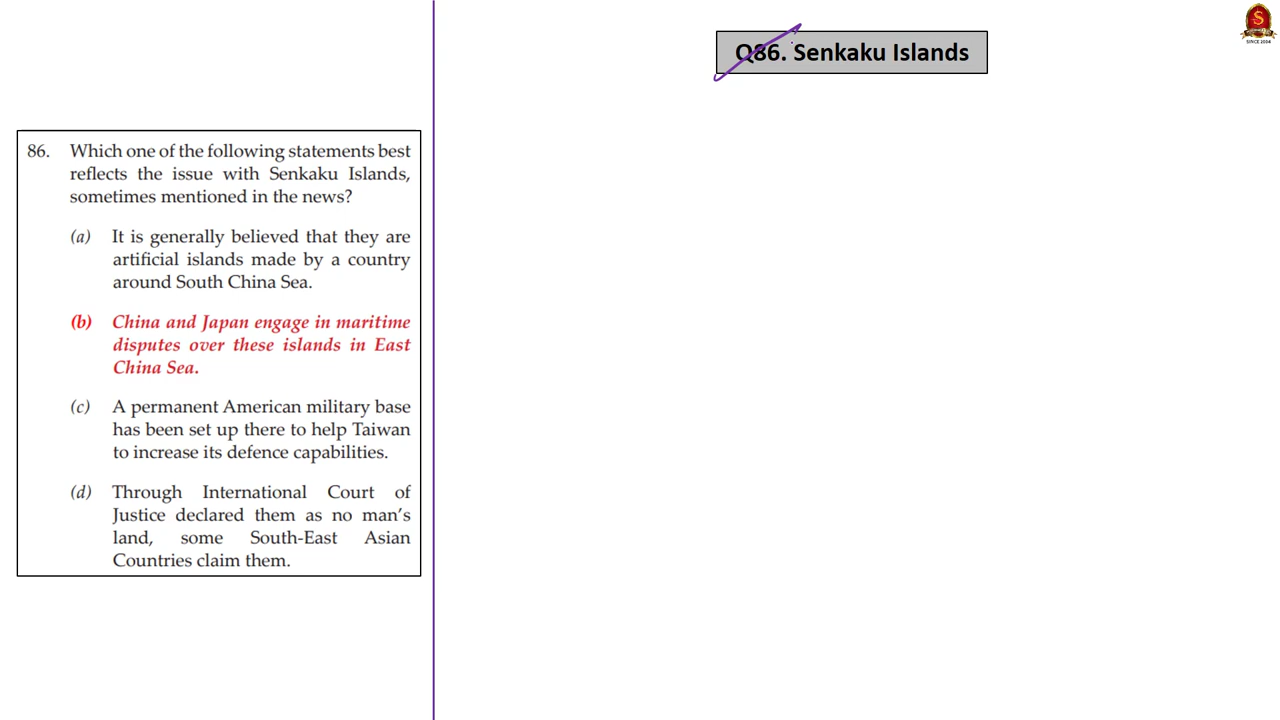 Q86. Senkaku Islands
S
SINCE 2004
86. Which one of the following statements best
reflects the issue with Senkaku Islands,
sometimes mentioned in the news?
(a) It is generally believed that they are
artificial islands made by a country
around South China Sea.
(b) China and Japan engage in maritime
disputes over these islands in East
China Sea.
(c) A permanent American military base
has been set up there to help Taiwan
to increase its defence capabilities.
(d) Through International Court of
Justice declared them as no man's
land, some South-East Asian
Countries claim them.